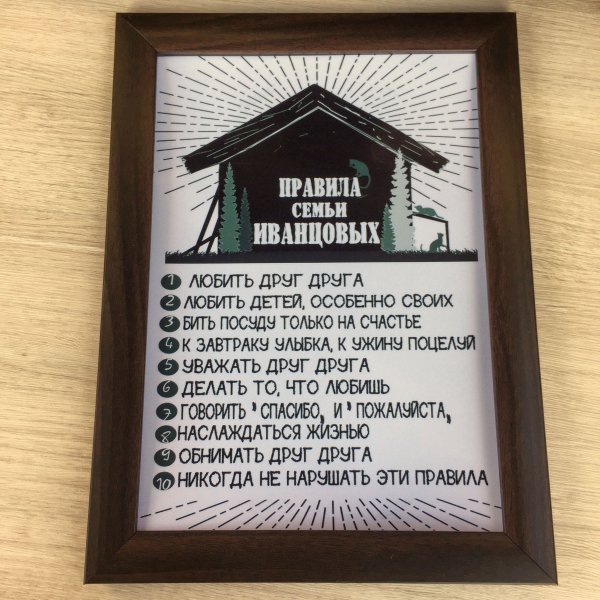 ПРАВИЛА
СЕМЬИ
ИВАНЦОВЫХ
1 ЛЮБИТЬ ДРУГ ДРУГА
2 ЛЮБИТЬ ДЕТЕЙ, ОСОБЕННО СВОИХ
3 БИТЬ ПОСУДУ ТОЛЬКО НА СЧАСТЬЕ
4 К ЗАВТРАКУ УЛЫБКА, К УЖИНУ ПОЦЕЛУЙ
5 УВАЖАТЬ ДРУГ ДРУГА
6 ДЕЛАТЬ ТО, ЧТО ЛЮБИШЬ
7 ГОВОРИТЬ ' СПАСИБО, И ' ПОЖАЛУЙСТА,
8 НАСЛАЖДАТЬСЯ ЖИЗНЬЮ
9 ОБНИМАТЬ ДРУГ ДРУГА
10 НИКОГДА НЕ НАРУШАТЬ ЭТИ ПРАВИЛА